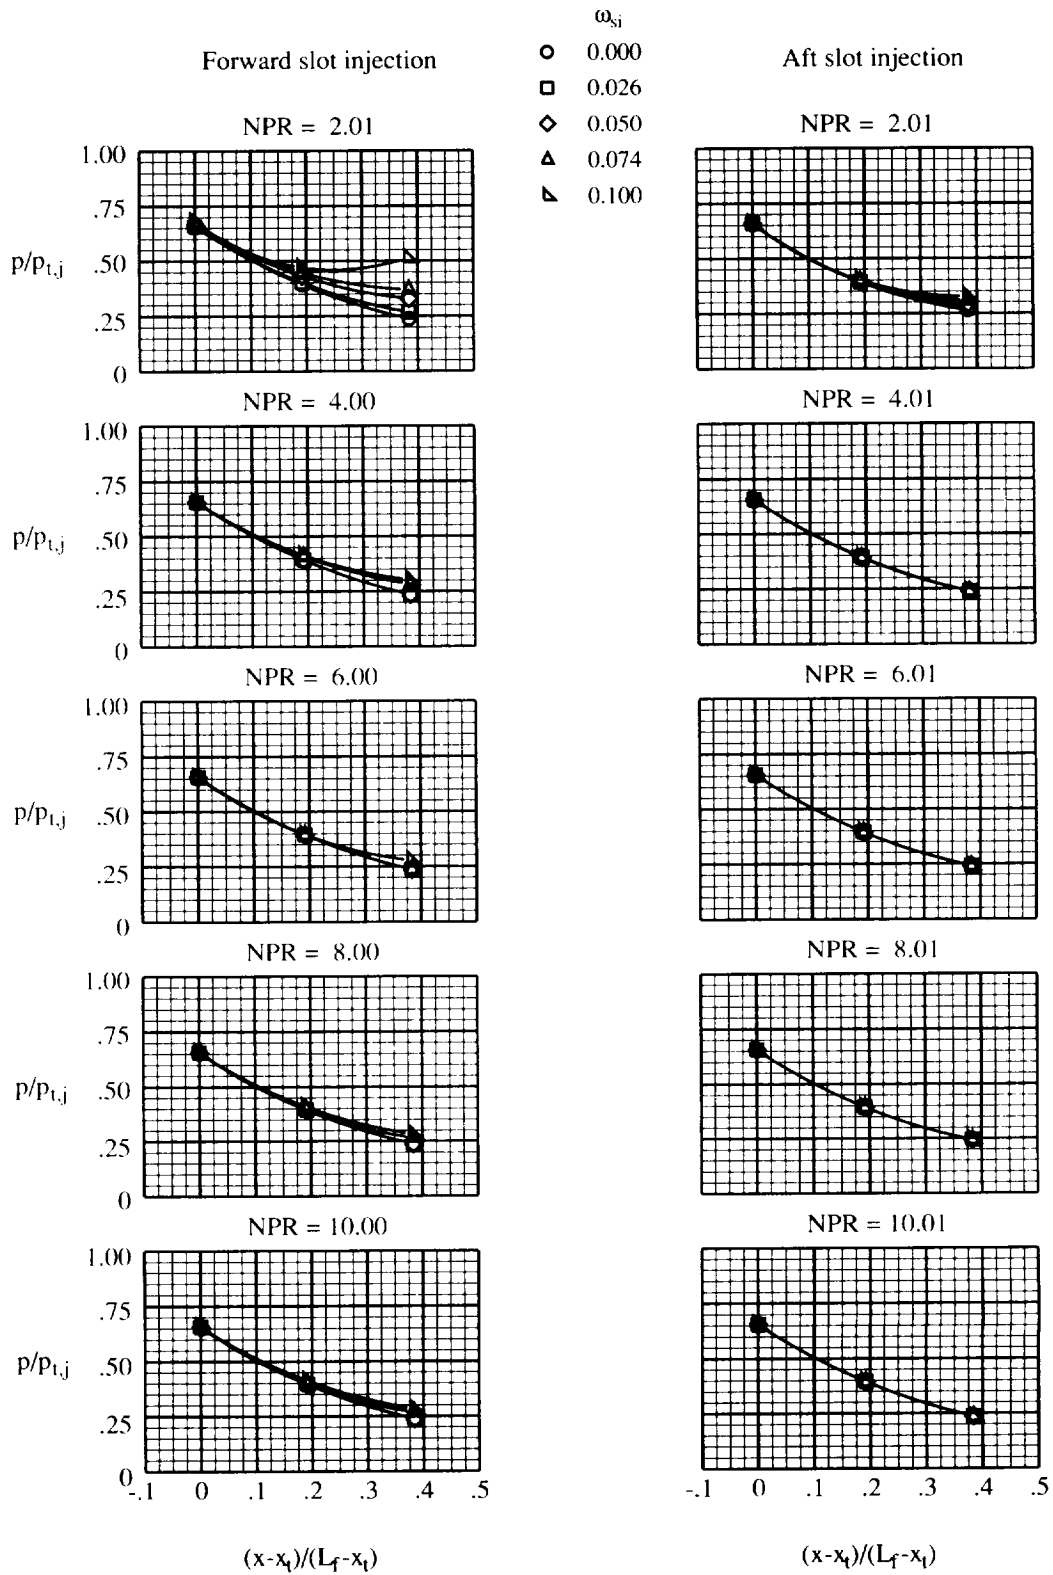 ω_si
0.000
0.026
0.050
0.074
0.100
Forward slot injection
NPR = 2.01
1.00
.75
p/p_t,j .50
.25
0
NPR = 4.00
1.00
.75
p/p_t,j .50
.25
0
NPR = 6.00
1.00
.75
p/p_t,j .50
.25
0
NPR = 8.00
1.00
.75
p/p_t,j .50
.25
0
NPR = 10.00
1.00
.75
p/p_t,j .50
.25
0
-.1 0 .1 .2 .3 .4 .5
(x-x_t)/(L_f-x_t)
Aft slot injection
NPR = 2.01
NPR = 4.01
NPR = 6.01
NPR = 8.01
NPR = 10.01
-.1 0 .1 .2 .3 .4 .5
(x-x_t)/(L_f-x_t)